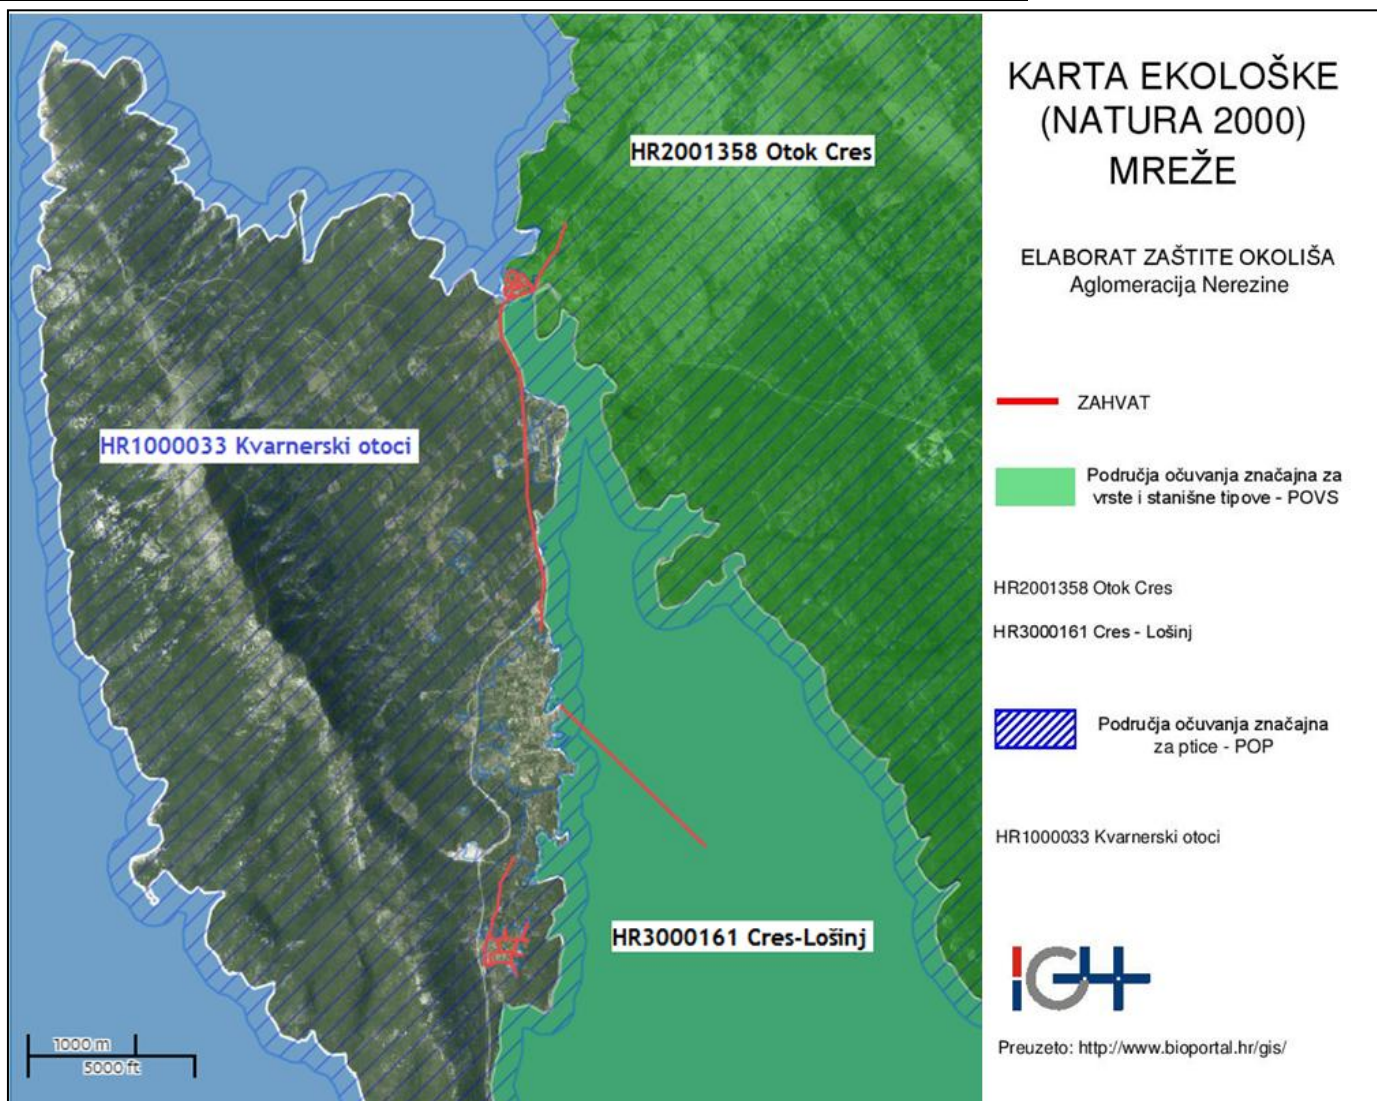 HR2001358 Otok Cres
HR1000033 Kvarnerski otoci
HR3000161 Cres-Lošinj
1000 m
5000 ft
KARTA EKOLOŠKE
(NATURA 2000)
MREŽE
ELABORAT ZAŠTITE OKOLIŠA
Aglomeracija Nerezine
ZAHVAT
Područja očuvanja značajna za
vrste i stanišne tipove - POVS
HR2001358 Otok Cres
HR3000161 Cres - Lošinj
Područja očuvanja značajna
za ptice - POP
HR1000033 Kvarnerski otoci
IGH
Preuzeto: http://www.bioportal.hr/gis/